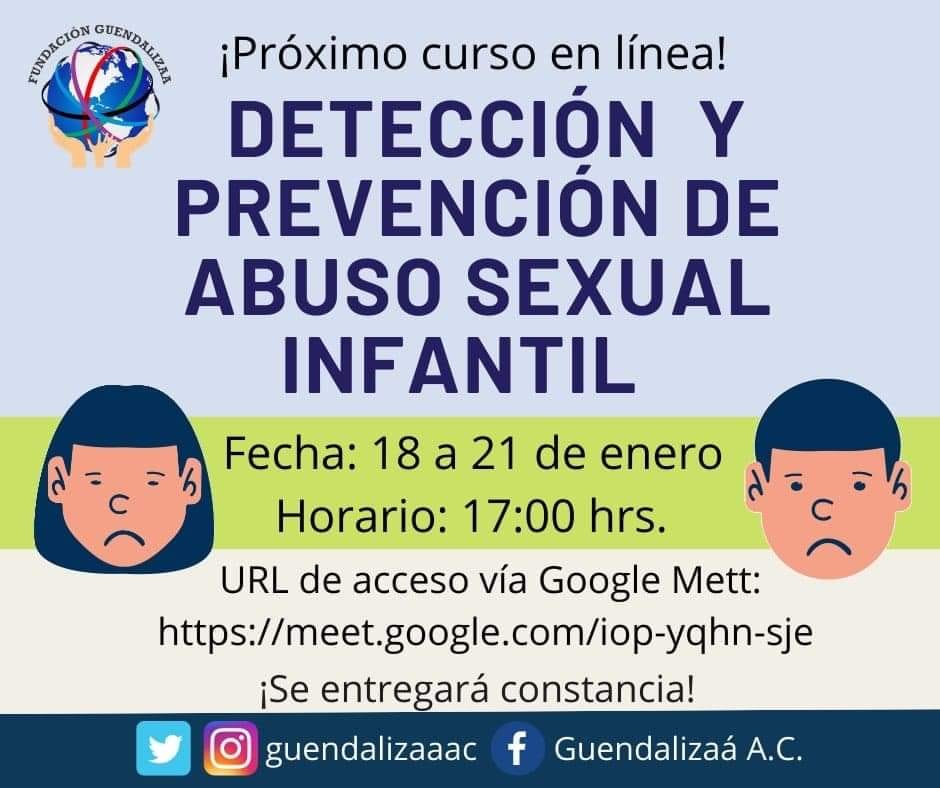 FUNDACIÓN GUENDALIZAA
¡Próximo curso en línea!
DETECCIÓN Y
PREVENCIÓN DE
ABUSO SEXUAL
INFANTIL
Fecha: 18 a 21 de enero
Horario: 17:00 hrs.
URL de acceso vía Google Mett:
https://meet.google.com/iop-yqhn-sje
¡Se entregará constancia!
guendalizaaac Guendalizaá A.C.